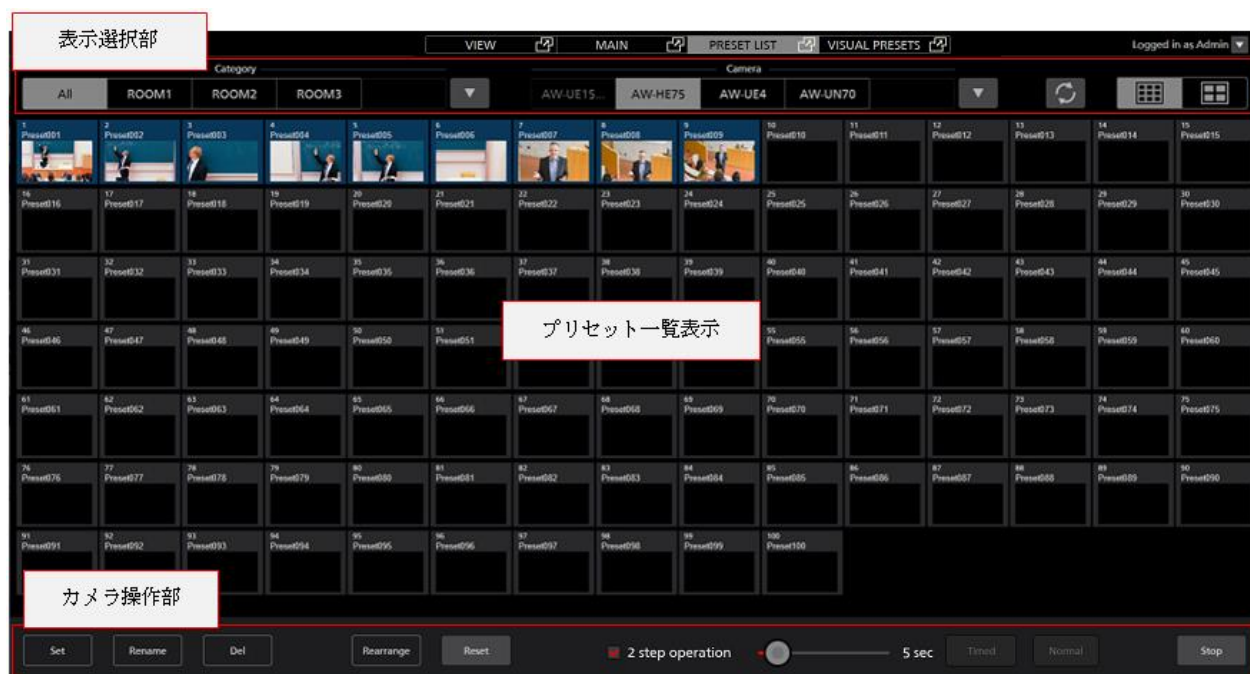 表示選択部
VIEW MAIN PRESET LIST VISUAL PRESETS Logged in as Admin
Category Camera
All ROOM1 ROOM2 ROOM3 AW-UE15... AW-HE75 AW-UE4 AW-UN70
1 2 3 4 5 6 7 8 9 10 11 12 13 14 15
Preset001 Preset002 Preset003 Preset004 Preset005 Preset006 Preset007 Preset008 Preset009 Preset010 Preset011 Preset012 Preset013 Preset014 Preset015
16 17 18 19 20 21 22 23 24 25 26 27 28 29 30
Preset016 Preset017 Preset018 Preset019 Preset020 Preset021 Preset022 Preset023 Preset024 Preset025 Preset026 Preset027 Preset028 Preset029 Preset030
31 32 33 34 35 36 37 38 39 40 41 42 43 44 45
Preset031 Preset032 Preset033 Preset034 Preset035 Preset036 Preset037 Preset038 Preset039 Preset040 Preset041 Preset042 Preset043 Preset044 Preset045
プリセット一覧表示
46 47 48 49 50 51 55 56 57 58 59 60
Preset046 Preset047 Preset048 Preset049 Preset050 Preset051 Preset055 Preset056 Preset057 Preset058 Preset059 Preset060
61 62 63 64 65 66 67 68 69 70 71 72 73 74 75
Preset061 Preset062 Preset063 Preset064 Preset065 Preset066 Preset067 Preset068 Preset069 Preset070 Preset071 Preset072 Preset073 Preset074 Preset075
76 77 78 79 80 81 82 83 84 85 86 87 88 89 90
Preset076 Preset077 Preset078 Preset079 Preset080 Preset081 Preset082 Preset083 Preset084 Preset085 Preset086 Preset087 Preset088 Preset089 Preset090
91 92 93 94 95 96 97 98 99 100
Preset091 Preset092 Preset093 Preset094 Preset095 Preset096 Preset097 Preset098 Preset099 Preset100
カメラ操作部
Set Rename Del Rearrange Reset 2 step operation 5 sec Timed Normal Stop